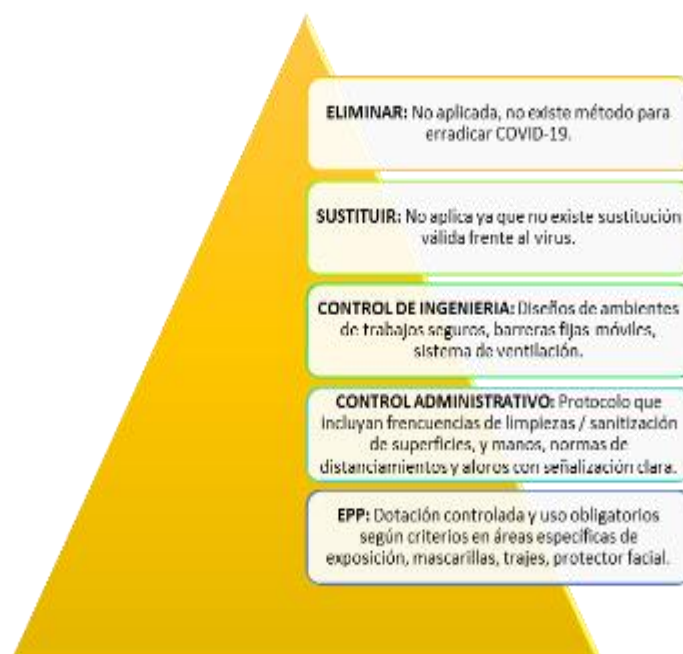 ELIMINAR: No aplicada, no existe método para
erradicar COVID-19.
SUSTITUIR: No aplica ya que no existe sustitución
válida frente al virus.
CONTROL DE INGENIERIA: Diseños de ambientes
de trabajos seguros, barreras fijas móviles,
sistema de ventilación.
CONTROL ADMINISTRATIVO: Protocolo que
incluyan frencuencias de limpiezas / sanitización
de superficies, y manos, normas de
distanciamientos y aforos con señalización clara.
EPP: Dotación controlada y uso obligatorios
según criterios en áreas específicas de
exposición, mascarillas, trajes, protector facial.